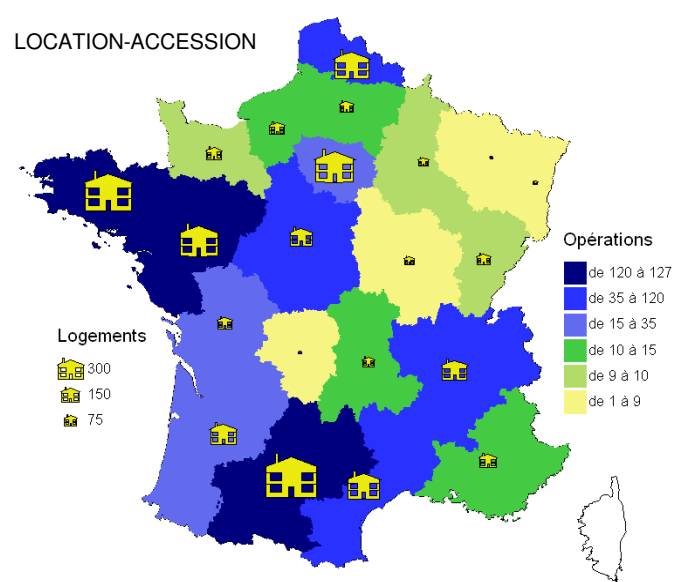 LOCATION-ACCESSION
Opérations
de 120 à 127
de 35 à 120
de 15 à 35
de 10 à 15
de 9 à 10
de 1 à 9
Logements
300
150
75